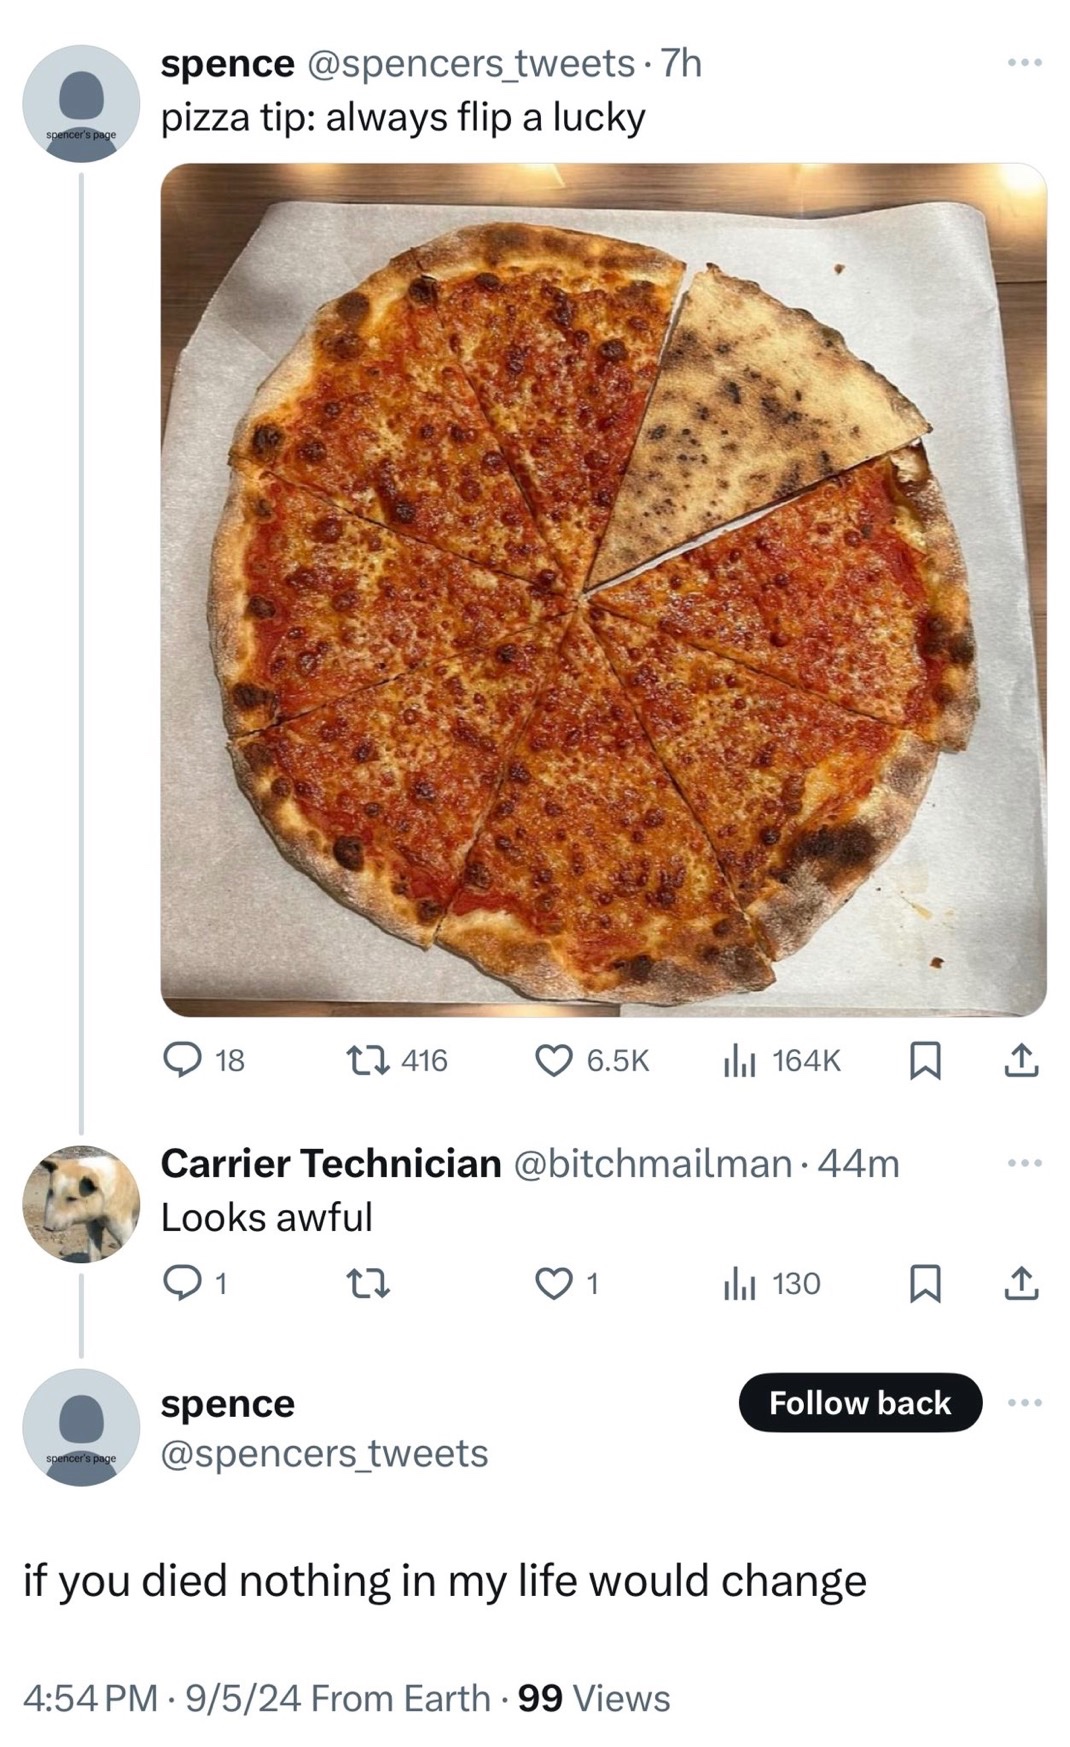 spence @spencers_tweets · 7h
pizza tip: always flip a lucky
spencer's page
18 416 6.5K 164K
Carrier Technician @bitchmailman · 44m
Looks awful
1 1 130
spence
Follow back
@spencers_tweets
spencer's page
if you died nothing in my life would change
4:54 PM · 9/5/24 From Earth · 99 Views